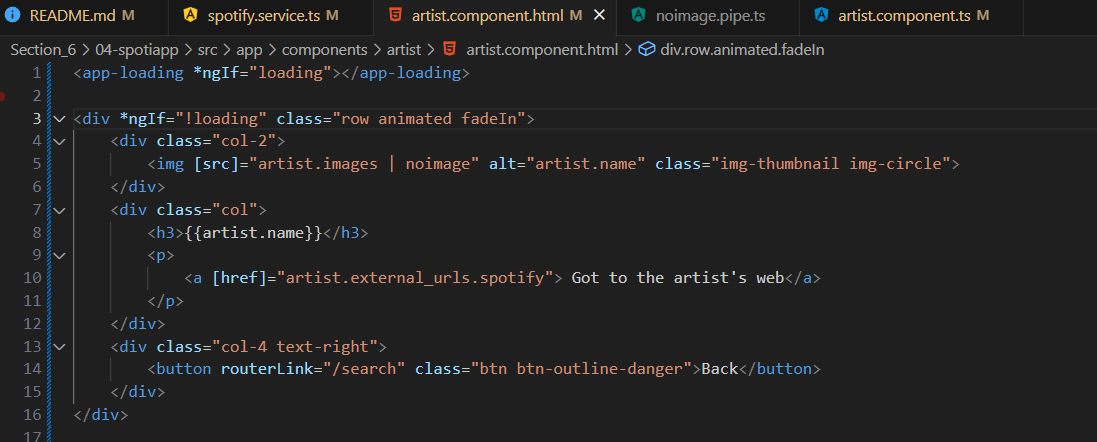 README.md M
spotify.service.ts M
artist.component.html M
noimage.pipe.ts
artist.component.ts M
Section_6 > 04-spotiapp > src > app > components > artist > artist.component.html > div.row.animated.fadeIn
1 <app-loading *ngIf="loading"></app-loading>
2
3 <div *ngIf="!loading" class="row animated fadeIn">
4 <div class="col-2">
5 <img [src]="artist.images | noimage" alt="artist.name" class="img-thumbnail img-circle">
6 </div>
7 <div class="col">
8 <h3>{{artist.name}}</h3>
9 <p>
10 <a [href]="artist.external_urls.spotify"> Got to the artist's web</a>
11 </p>
12 </div>
13 <div class="col-4 text-right">
14 <button routerLink="/search" class="btn btn-outline-danger">Back</button>
15 </div>
16 </div>
17